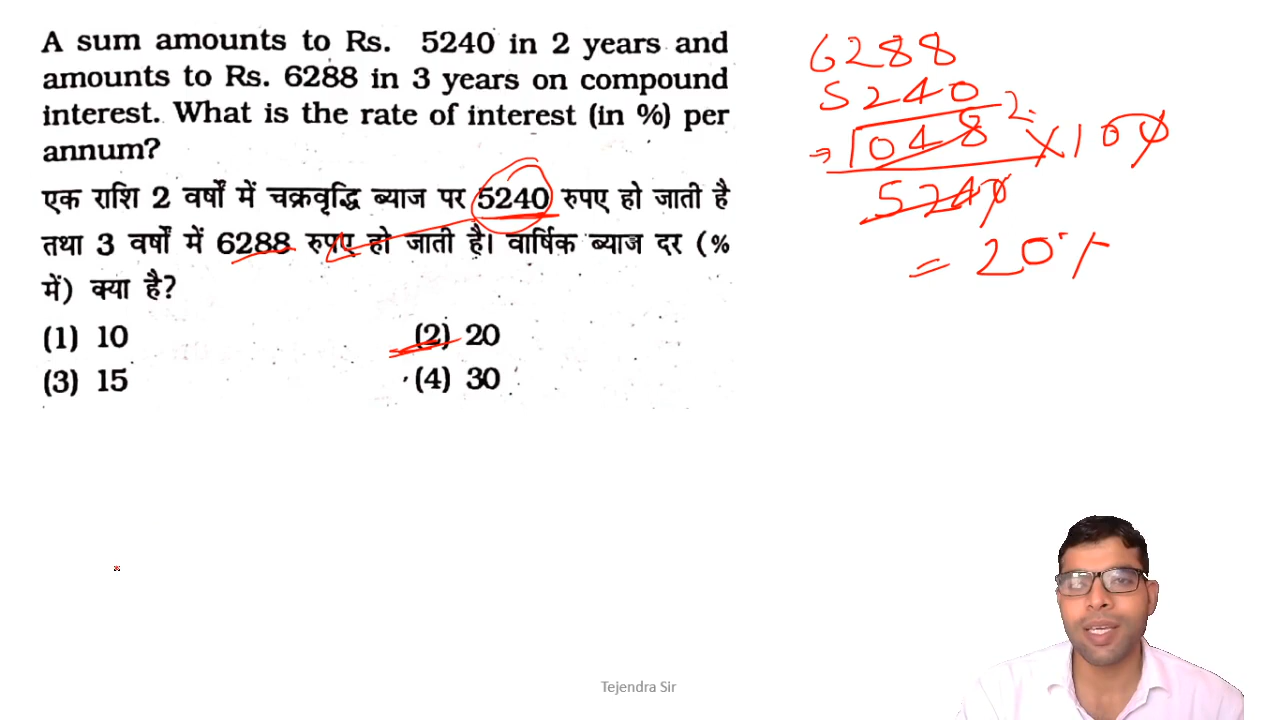 A sum amounts to Rs. 5240 in 2 years and
amounts to Rs. 6288 in 3 years on compound
interest. What is the rate of interest (in %) per
annum?
एक राशि 2 वर्षों में चक्रवृद्धि ब्याज पर 5240 रुपए हो जाती है
तथा 3 वर्षों में 6288 रुपए हो जाती है। वार्षिक ब्याज दर (%
में) क्या है?
(1) 10 (2) 20
(3) 15 (4) 30
6288
5240
2
→ 1048 × 100
5240
= 20%
Tejendra Sir